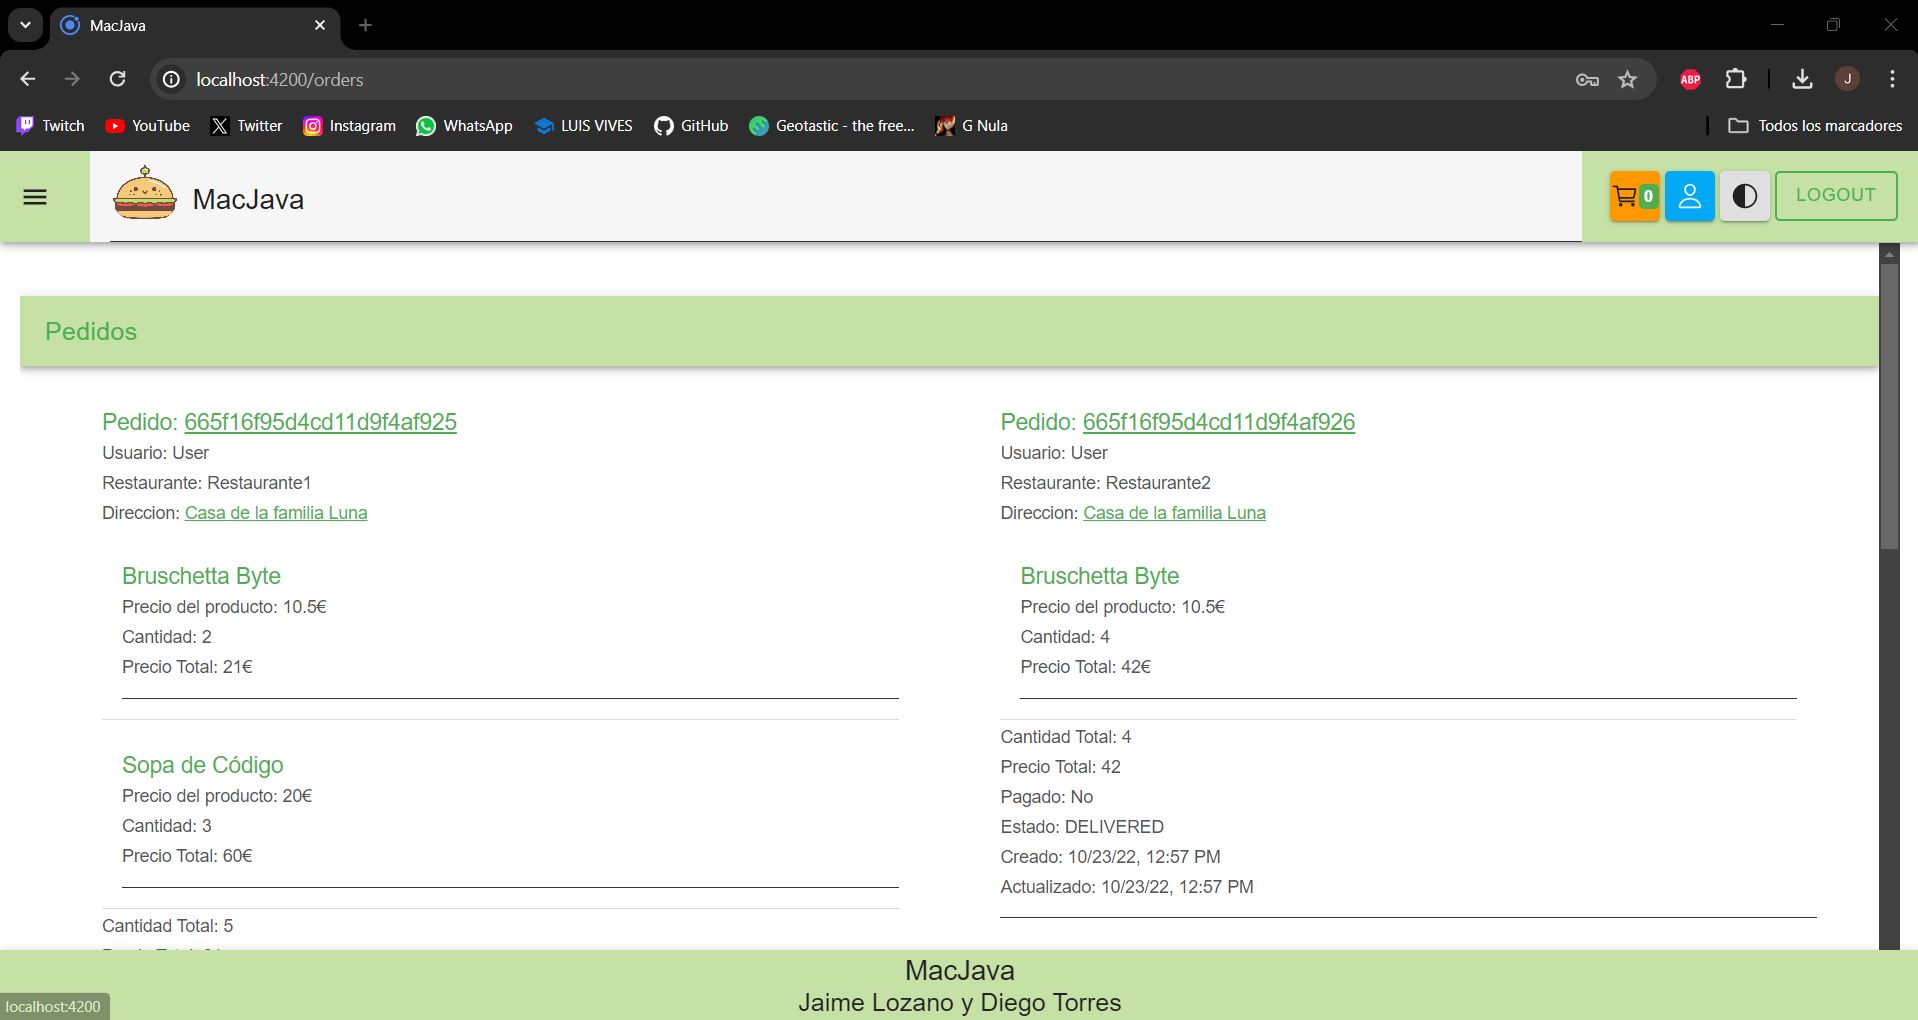 MacJava
localhost:4200/orders
ABP
J
Twitch
YouTube
Twitter
Instagram
WhatsApp
LUIS VIVES
GitHub
Geotastic - the free...
G Nula
Todos los marcadores
MacJava
0
LOGOUT
Pedidos
Pedido: 665f16f95d4cd11d9f4af925
Usuario: User
Restaurante: Restaurante1
Direccion: Casa de la familia Luna
Bruschetta Byte
Precio del producto: 10.5€
Cantidad: 2
Precio Total: 21€
Sopa de Código
Precio del producto: 20€
Cantidad: 3
Precio Total: 60€
Cantidad Total: 5
Pedido: 665f16f95d4cd11d9f4af926
Usuario: User
Restaurante: Restaurante2
Direccion: Casa de la familia Luna
Bruschetta Byte
Precio del producto: 10.5€
Cantidad: 4
Precio Total: 42€
Cantidad Total: 4
Precio Total: 42
Pagado: No
Estado: DELIVERED
Creado: 10/23/22, 12:57 PM
Actualizado: 10/23/22, 12:57 PM
MacJava
Jaime Lozano y Diego Torres
localhost:4200